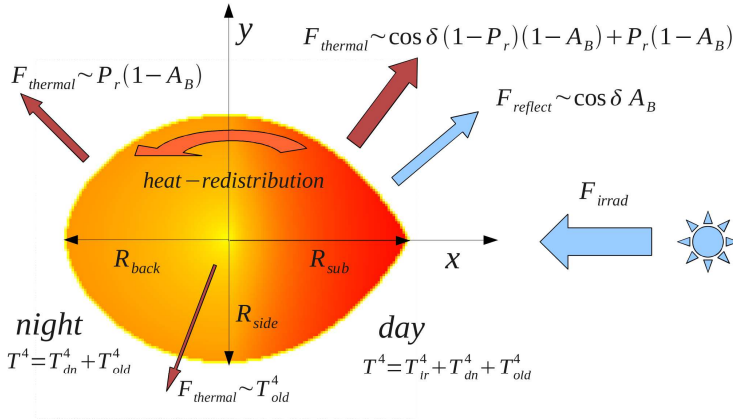 y
F_thermal ~ cos δ (1−P_r)(1−A_B)+P_r(1−A_B)
F_thermal ~ P_r(1−A_B)
F_reflect ~ cos δ A_B
heat−redistribution
F_irrad
R_back
R_sub
x
R_side
night
day
T^4=T_dn^4+T_old^4
T^4=T_ir^4+T_dn^4+T_old^4
F_thermal ~ T_old^4